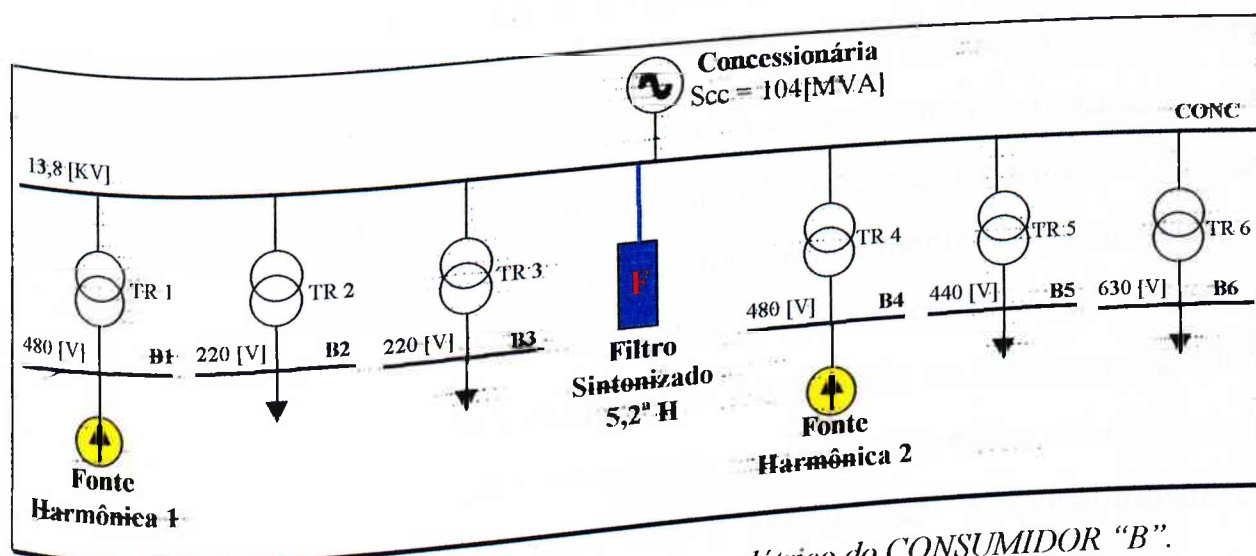 Concessionária
Scc = 104[MVA]
CONC
13,8 [KV]
TR 1
TR 2
TR 3
TR 4
TR 5
TR 6
480 [V]
B1
220 [V]
B2
220 [V]
B3
F
480 [V]
B4
440 [V]
B5
630 [V]
B6
Filtro
Sintonizado
5,2ª H
Fonte
Harmônica 1
Fonte
Harmônica 2
do CONSUMIDOR “B”.